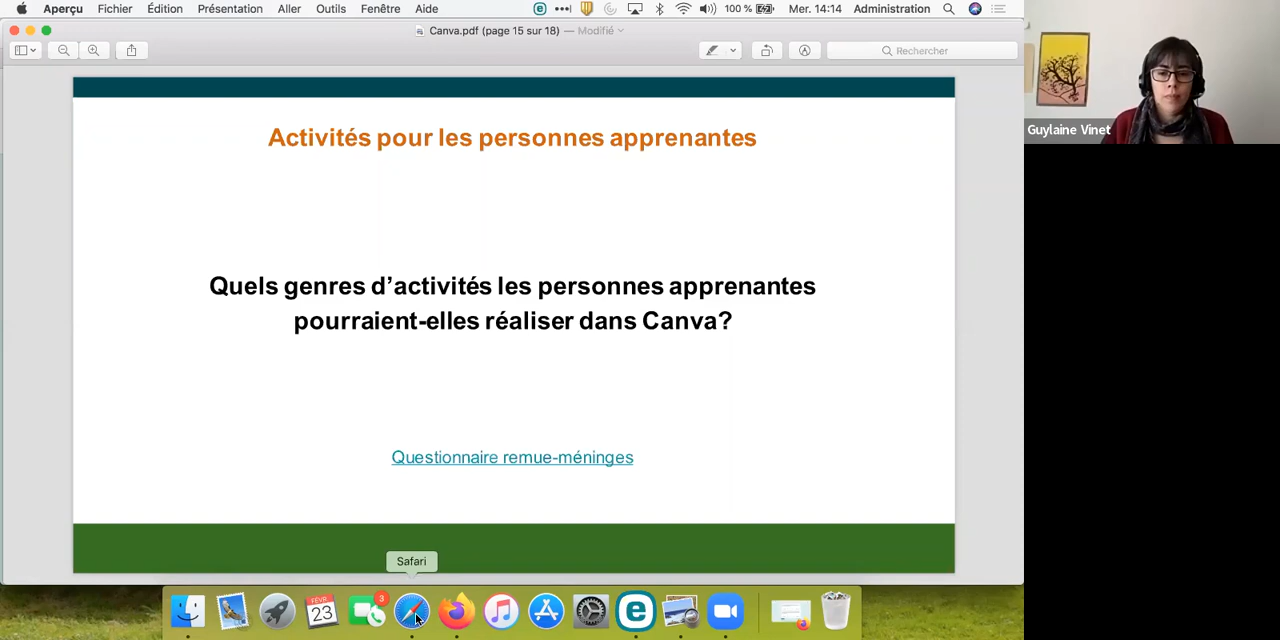 Aperçu Fichier Édition Présentation Aller Outils Fenêtre Aide 100 % Mer. 14:14 Administration
Canva.pdf (page 15 sur 18) — Modifié
Rechercher
Activités pour les personnes apprenantes
Guylaine Vinet
Quels genres d’activités les personnes apprenantes
pourraient-elles réaliser dans Canva?
Questionnaire remue-méninges
Safari
FÉVR.
23
3